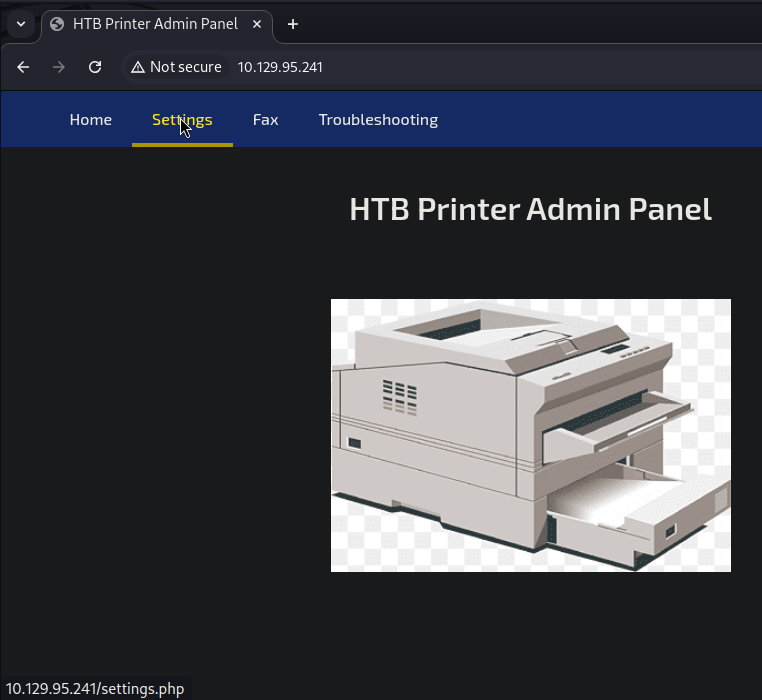 HTB Printer Admin Panel
Not secure 10.129.95.241
Home Settings Fax Troubleshooting
HTB Printer Admin Panel
10.129.95.241/settings.php